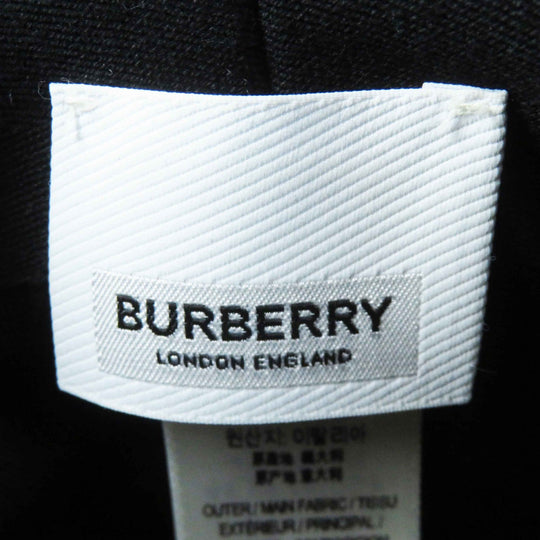 BURBERRY
LONDON ENGLAND
원산지: 이탈리아
原産地 義大利
原产地 意大利
OUTER / MAIN FABRIC / TISSU
EXTÉRIEUR / PRINCIPAL /